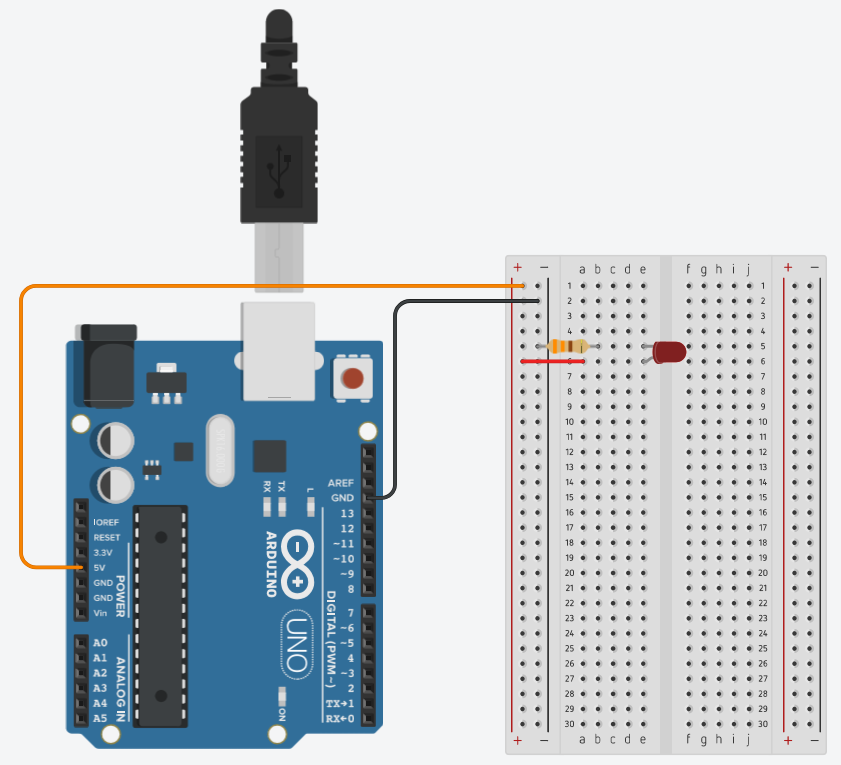 + − a b c d e f g h i j + −
1 1
2 2
3 3
4 4
5 5
6 6
7 7
8 8
9 9
10 10
11 11
12 12
13 13
14 14
15 15
16 16
17 17
18 18
19 19
20 20
21 21
22 22
23 23
24 24
25 25
26 26
27 27
28 28
29 29
30 30
+ − a b c d e f g h i j + −
AREF
GND
13
12
~11
~10
~9
8
7
~6
~5
4
~3
2
TX→1
RX←0
DIGITAL (PWM~)
RX
TX
L
ARDUINO
UNO
ON
IOREF
RESET
3.3V
5V
GND
GND
Vin
POWER
A0
A1
A2
A3
A4
A5
ANALOG IN